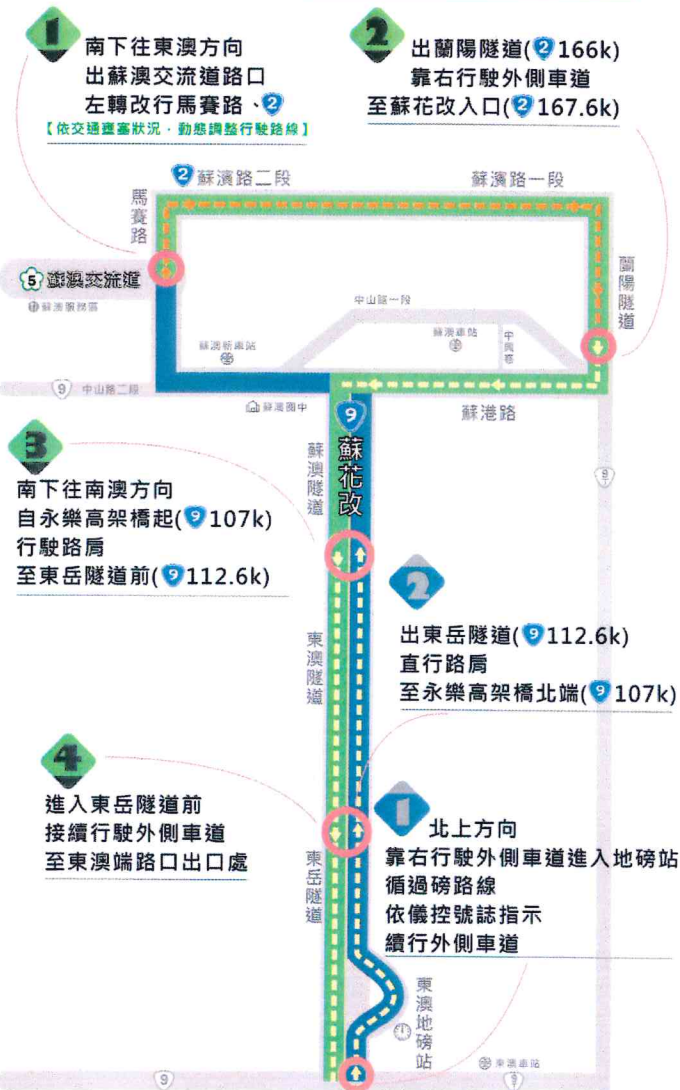 1
南下往東澳方向
出蘇澳交流道路口
左轉改行馬賽路、2
【依交通壅塞狀況，動態調整行駛路線】
2
出蘭陽隧道(2 166k)
靠右行駛外側車道
至蘇花改入口(2 167.6k)
2 蘇濱路二段
蘇濱路一段
馬賽路
5 蘇澳交流道
蘇澳服務區
蘭陽隧道
中山路一段
蘇澳新車站
蘇澳車站
9 中山路二段
蘇澳國中
9
蘇花改
蘇港路
蘇澳隧道
3
南下往南澳方向
自永樂高架橋起(9 107k)
行駛路肩
至東岳隧道前(9 112.6k)
2
出東岳隧道(9 112.6k)
直行路肩
至永樂高架橋北端(9 107k)
東澳隧道
4
進入東岳隧道前
接續行駛外側車道
至東澳端路口出口處
1
北上方向
靠右行駛外側車道進入地磅站
循過磅路線
依儀控號誌指示
續行外側車道
東岳隧道
東澳地磅站
東澳車站
9